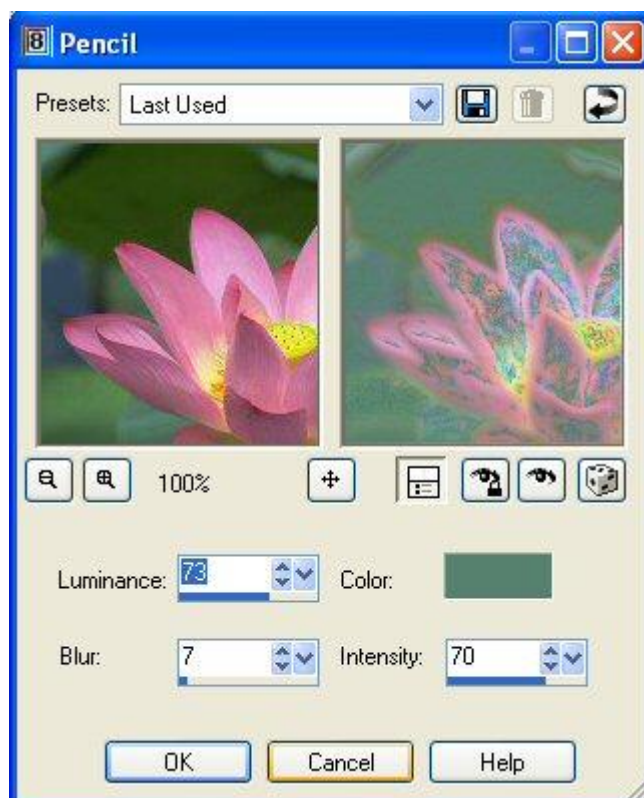 8 Pencil
Presets: Last Used
100%
Luminance: 73 Color:
Blur: 7 Intensity: 70
OK Cancel Help